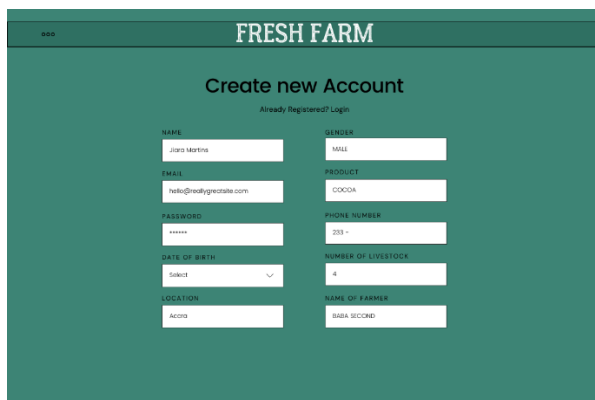 FRESH FARM
Create new Account
Already Registered? Login
NAME
GENDER
Jiara Martins
MALL
EMAIL
PRODUCT
hello@reallygreatsite.com
COCOA
PASSWORD
PHONE NUMBER
******
233 -
DATE OF BIRTH
NUMBER OF LIVESTOCK
Select
4
LOCATION
NAME OF FARMER
Accra
BABA SECOND